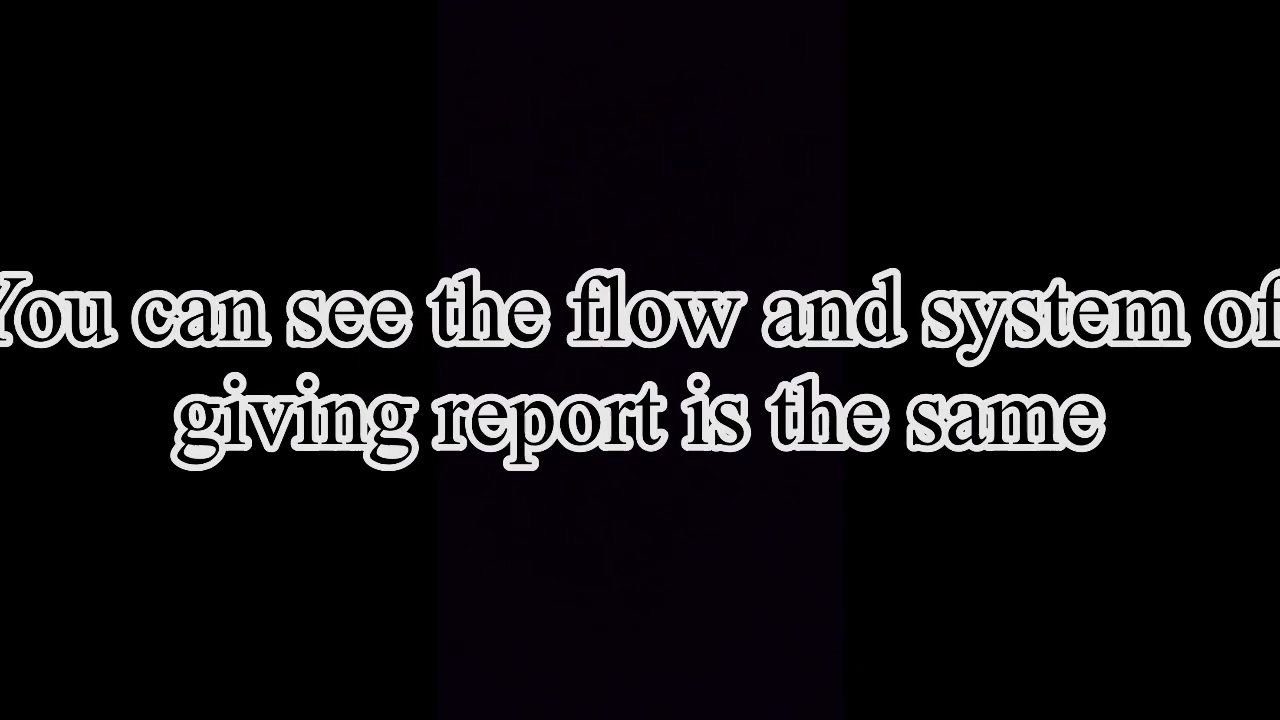 You can see the flow and system of
giving report is the same